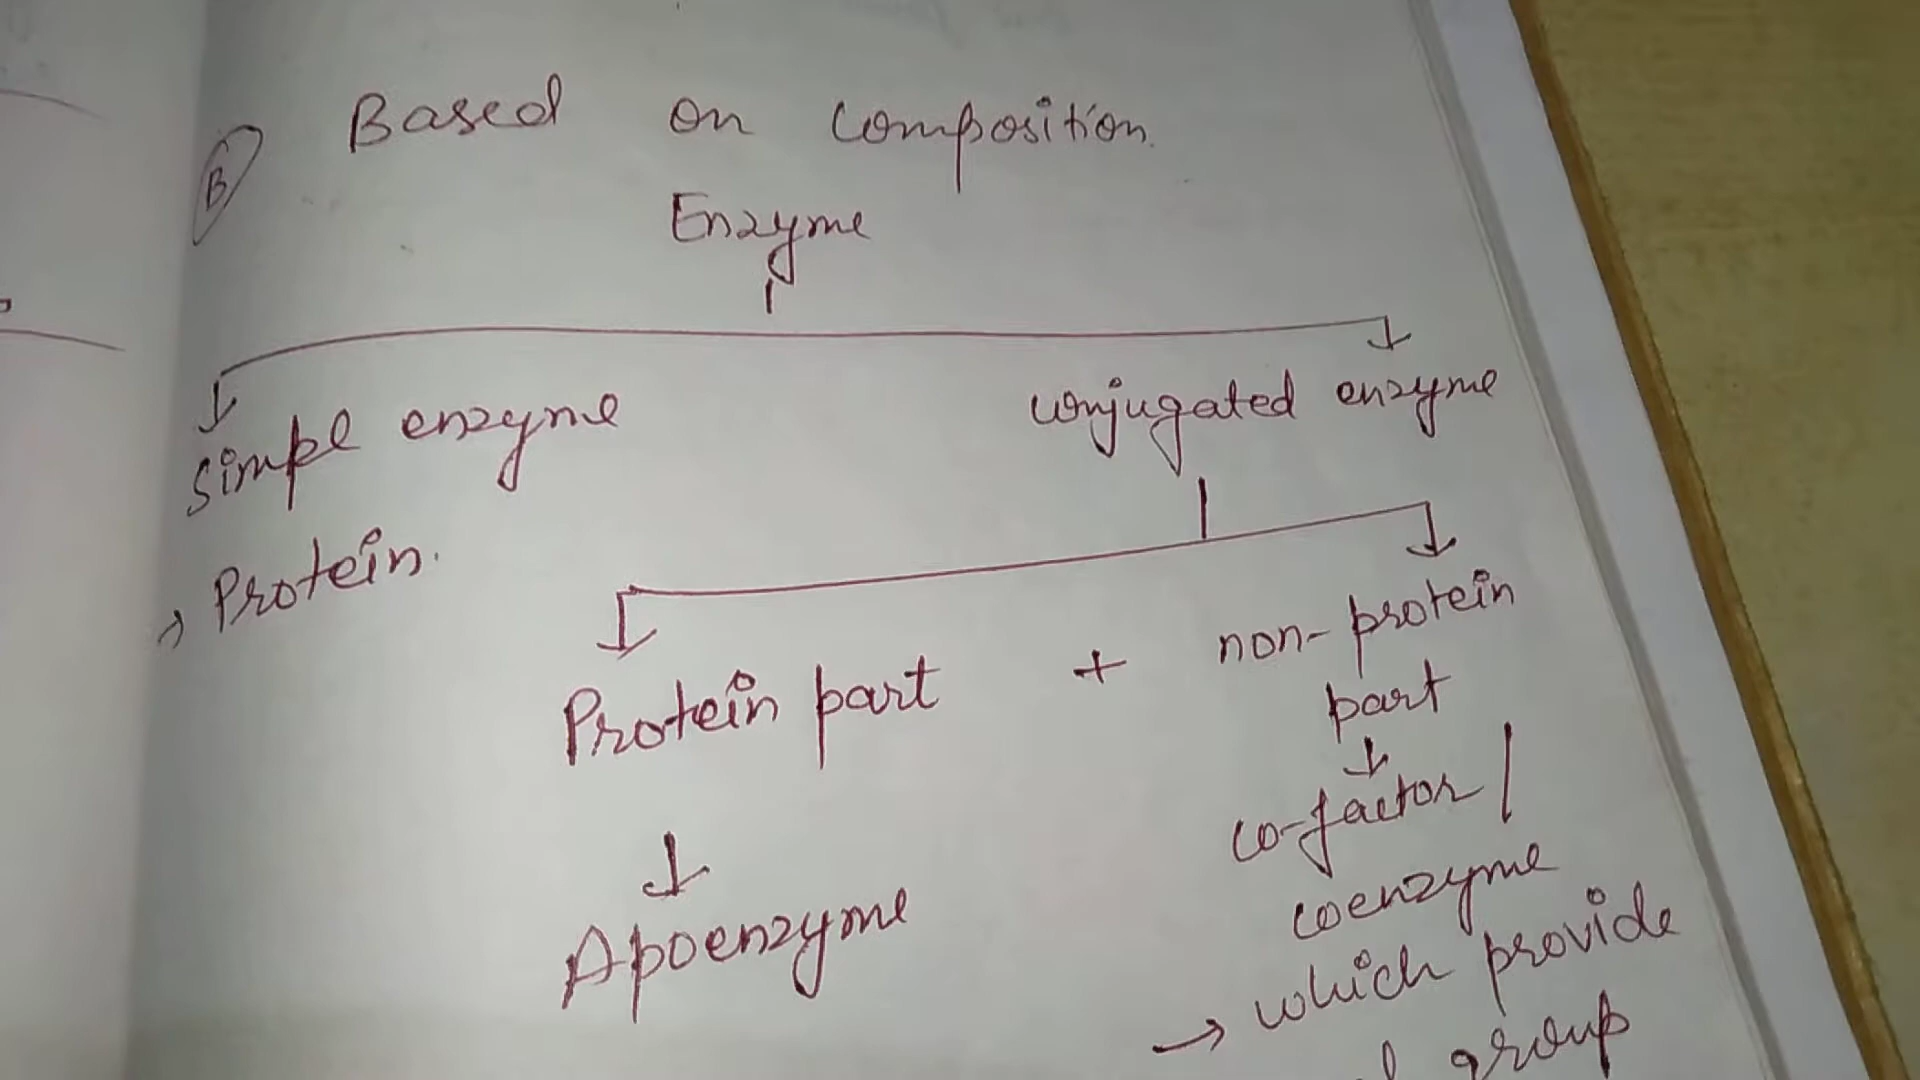 B Based on composition.
Enzyme
Simpl enzyme conjugated enzyme
→ Protein.
Protein part + non-protein
part
co-factor /
Apoenzyme coenzyme
→ which provide
group